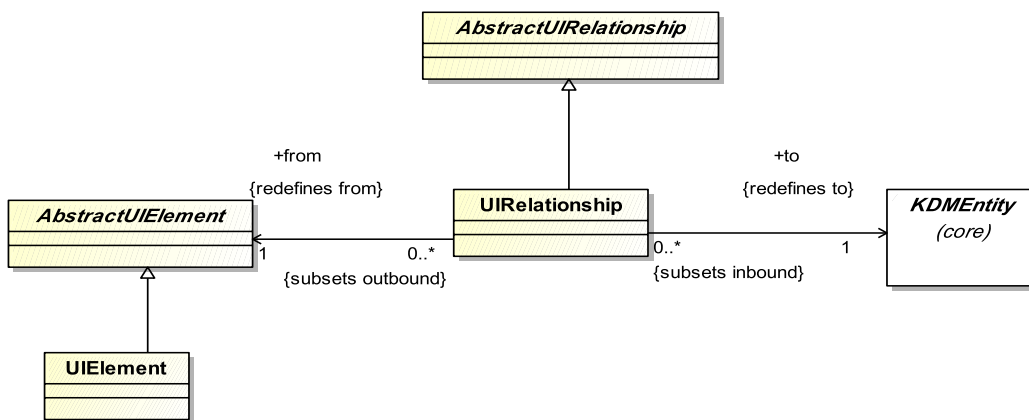 AbstractUIRelationship
+from
+to
{redefines from}
{redefines to}
AbstractUIElement
UIRelationship
KDMEntity
(core)
1
0..*
0..*
1
{subsets outbound}
{subsets inbound}
UIElement